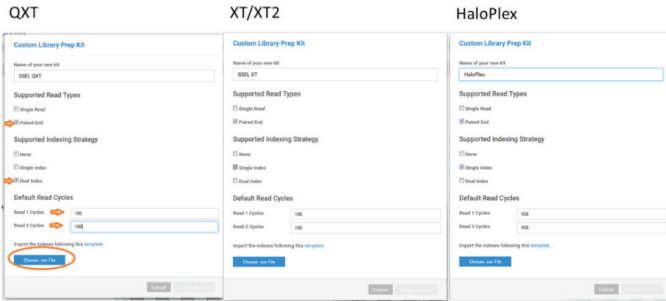 QXT
Custom Library Prep Kit
Name of your new kit
SSEL QXT
Supported Read Types
Single Read
Paired End
Supported Indexing Strategy
None
Single Index
Dual Index
Default Read Cycles
Read 1 Cycles 100
Read 2 Cycles 100
Import the indexes following this template.
Choose .csv File
Cancel
XT/XT2
Custom Library Prep Kit
Name of your new kit
SSEL XT
Supported Read Types
Single Read
Paired End
Supported Indexing Strategy
None
Single Index
Dual Index
Default Read Cycles
Read 1 Cycles 100
Read 2 Cycles 100
Import the indexes following this template.
Choose .csv File
Cancel
HaloPlex
Custom Library Prep Kit
Name of your new kit
HaloPlex
Supported Read Types
Single Read
Paired End
Supported Indexing Strategy
None
Single Index
Dual Index
Default Read Cycles
Read 1 Cycles 100
Read 2 Cycles 100
Import the indexes following this template.
Choose .csv File
Cancel